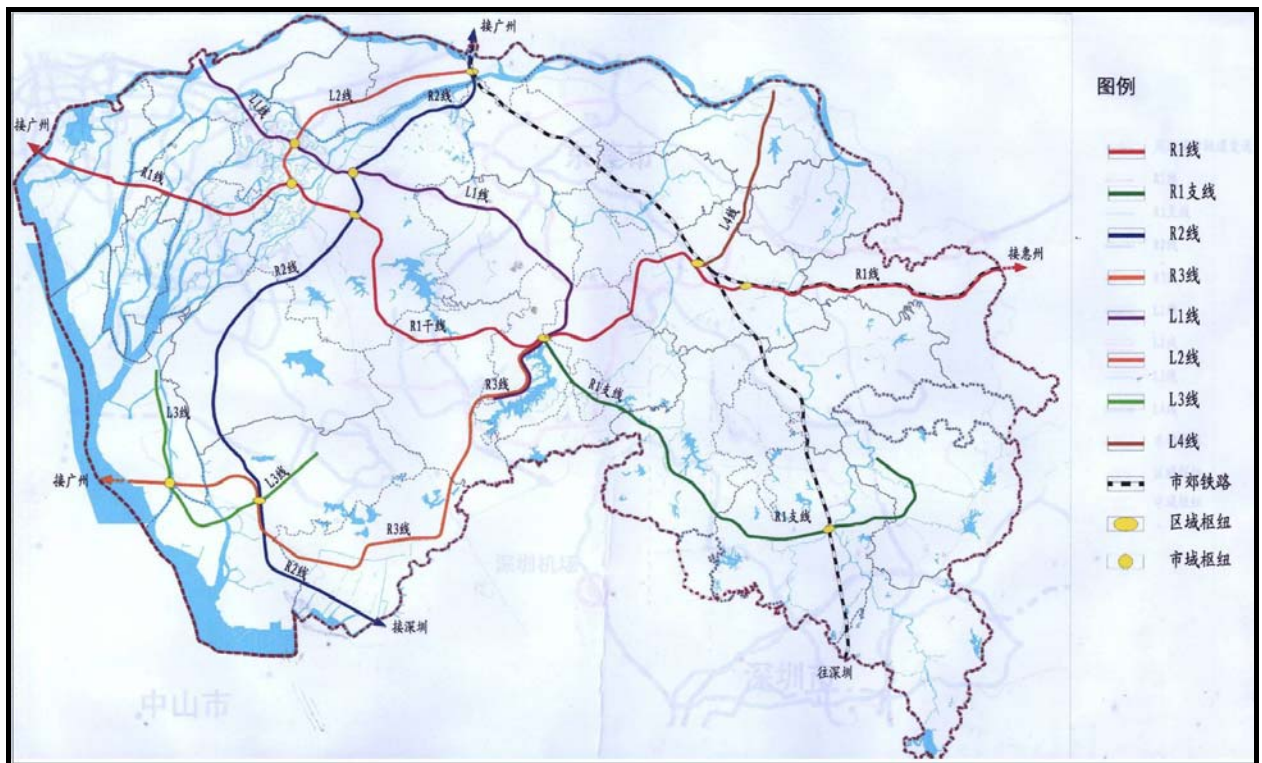 接广州
图例
R2线
L2线
L1线
接广州
R1线
R1线
R1支线
东莞市
L1线
L4线
R2线
接惠州
R1线
R3线
R2线
L1线
R1干线
L2线
R3线
R1支线
L3线
L3线
L4线
接广州
L3线
市郊铁路
R1支线
区域枢纽
R3线
市域枢纽
深圳机场
R2线
接深圳
往深圳
中山市
深圳市